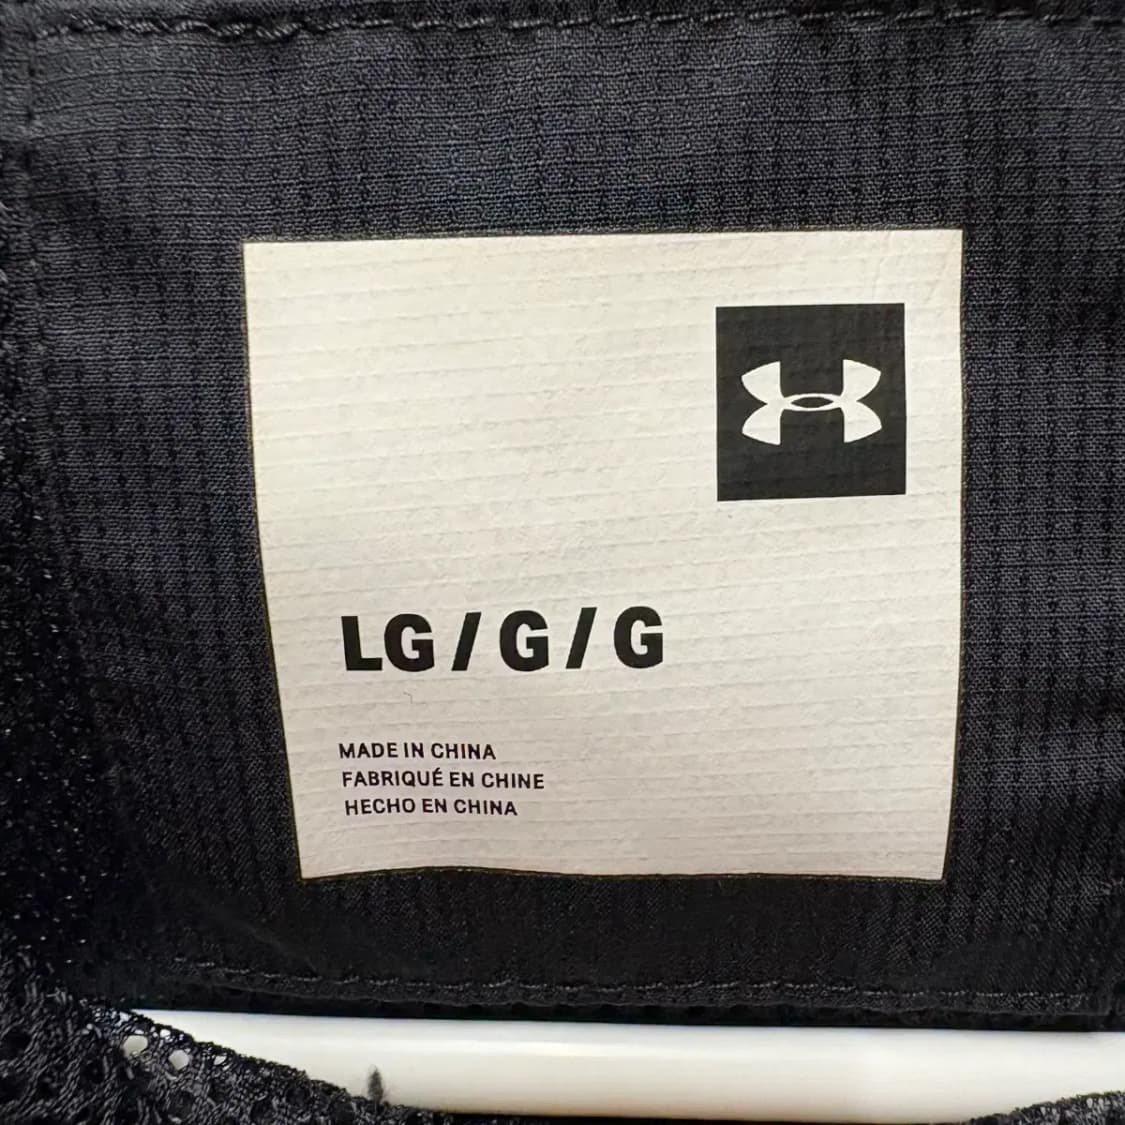 LG / G / G
MADE IN CHINA
FABRIQUÉ EN CHINE
HECHO EN CHINA